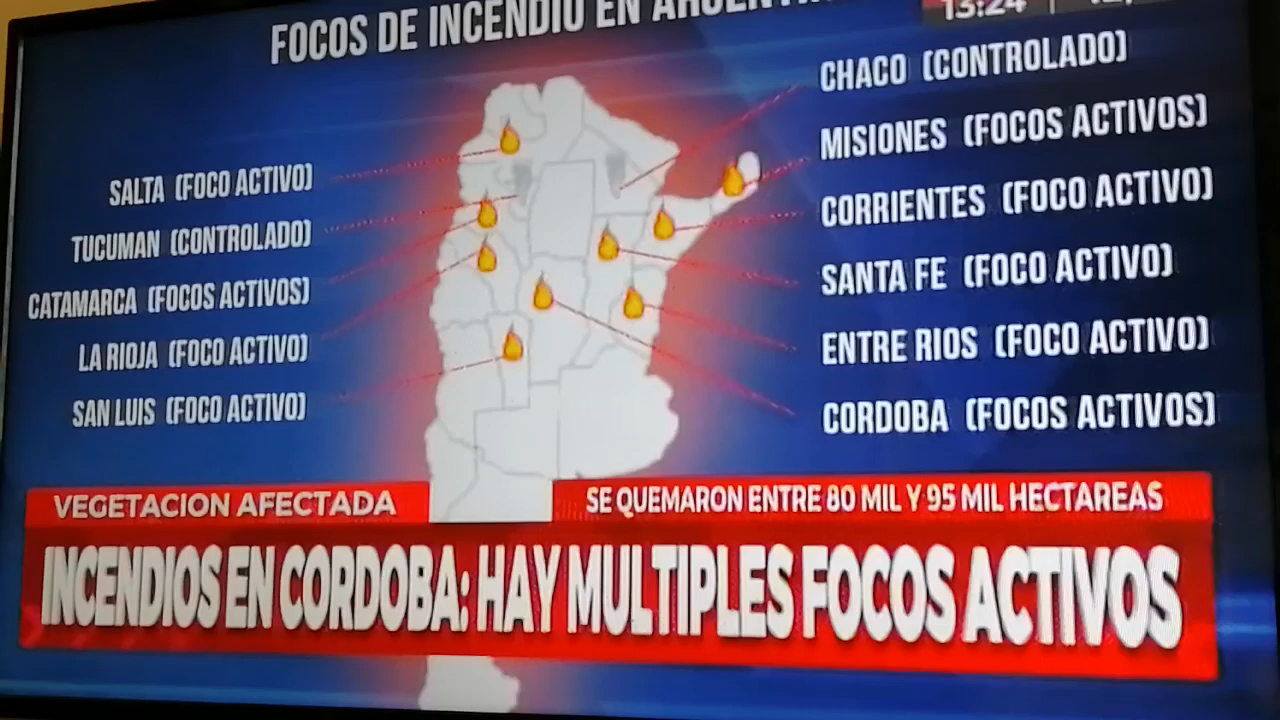 FOCOS DE INCENDIO EN
13:24
SALTA (FOCO ACTIVO)
TUCUMAN (CONTROLADO)
CATAMARCA (FOCOS ACTIVOS)
LA RIOJA (FOCO ACTIVO)
SAN LUIS (FOCO ACTIVO)
CHACO (CONTROLADO)
MISIONES (FOCOS ACTIVOS)
CORRIENTES (FOCO ACTIVO)
SANTA FE (FOCO ACTIVO)
ENTRE RIOS (FOCO ACTIVO)
CORDOBA (FOCOS ACTIVOS)
VEGETACION AFECTADA
SE QUEMARON ENTRE 80 MIL Y 95 MIL HECTAREAS
INCENDIOS EN CORDOBA: HAY MULTIPLES FOCOS ACTIVOS